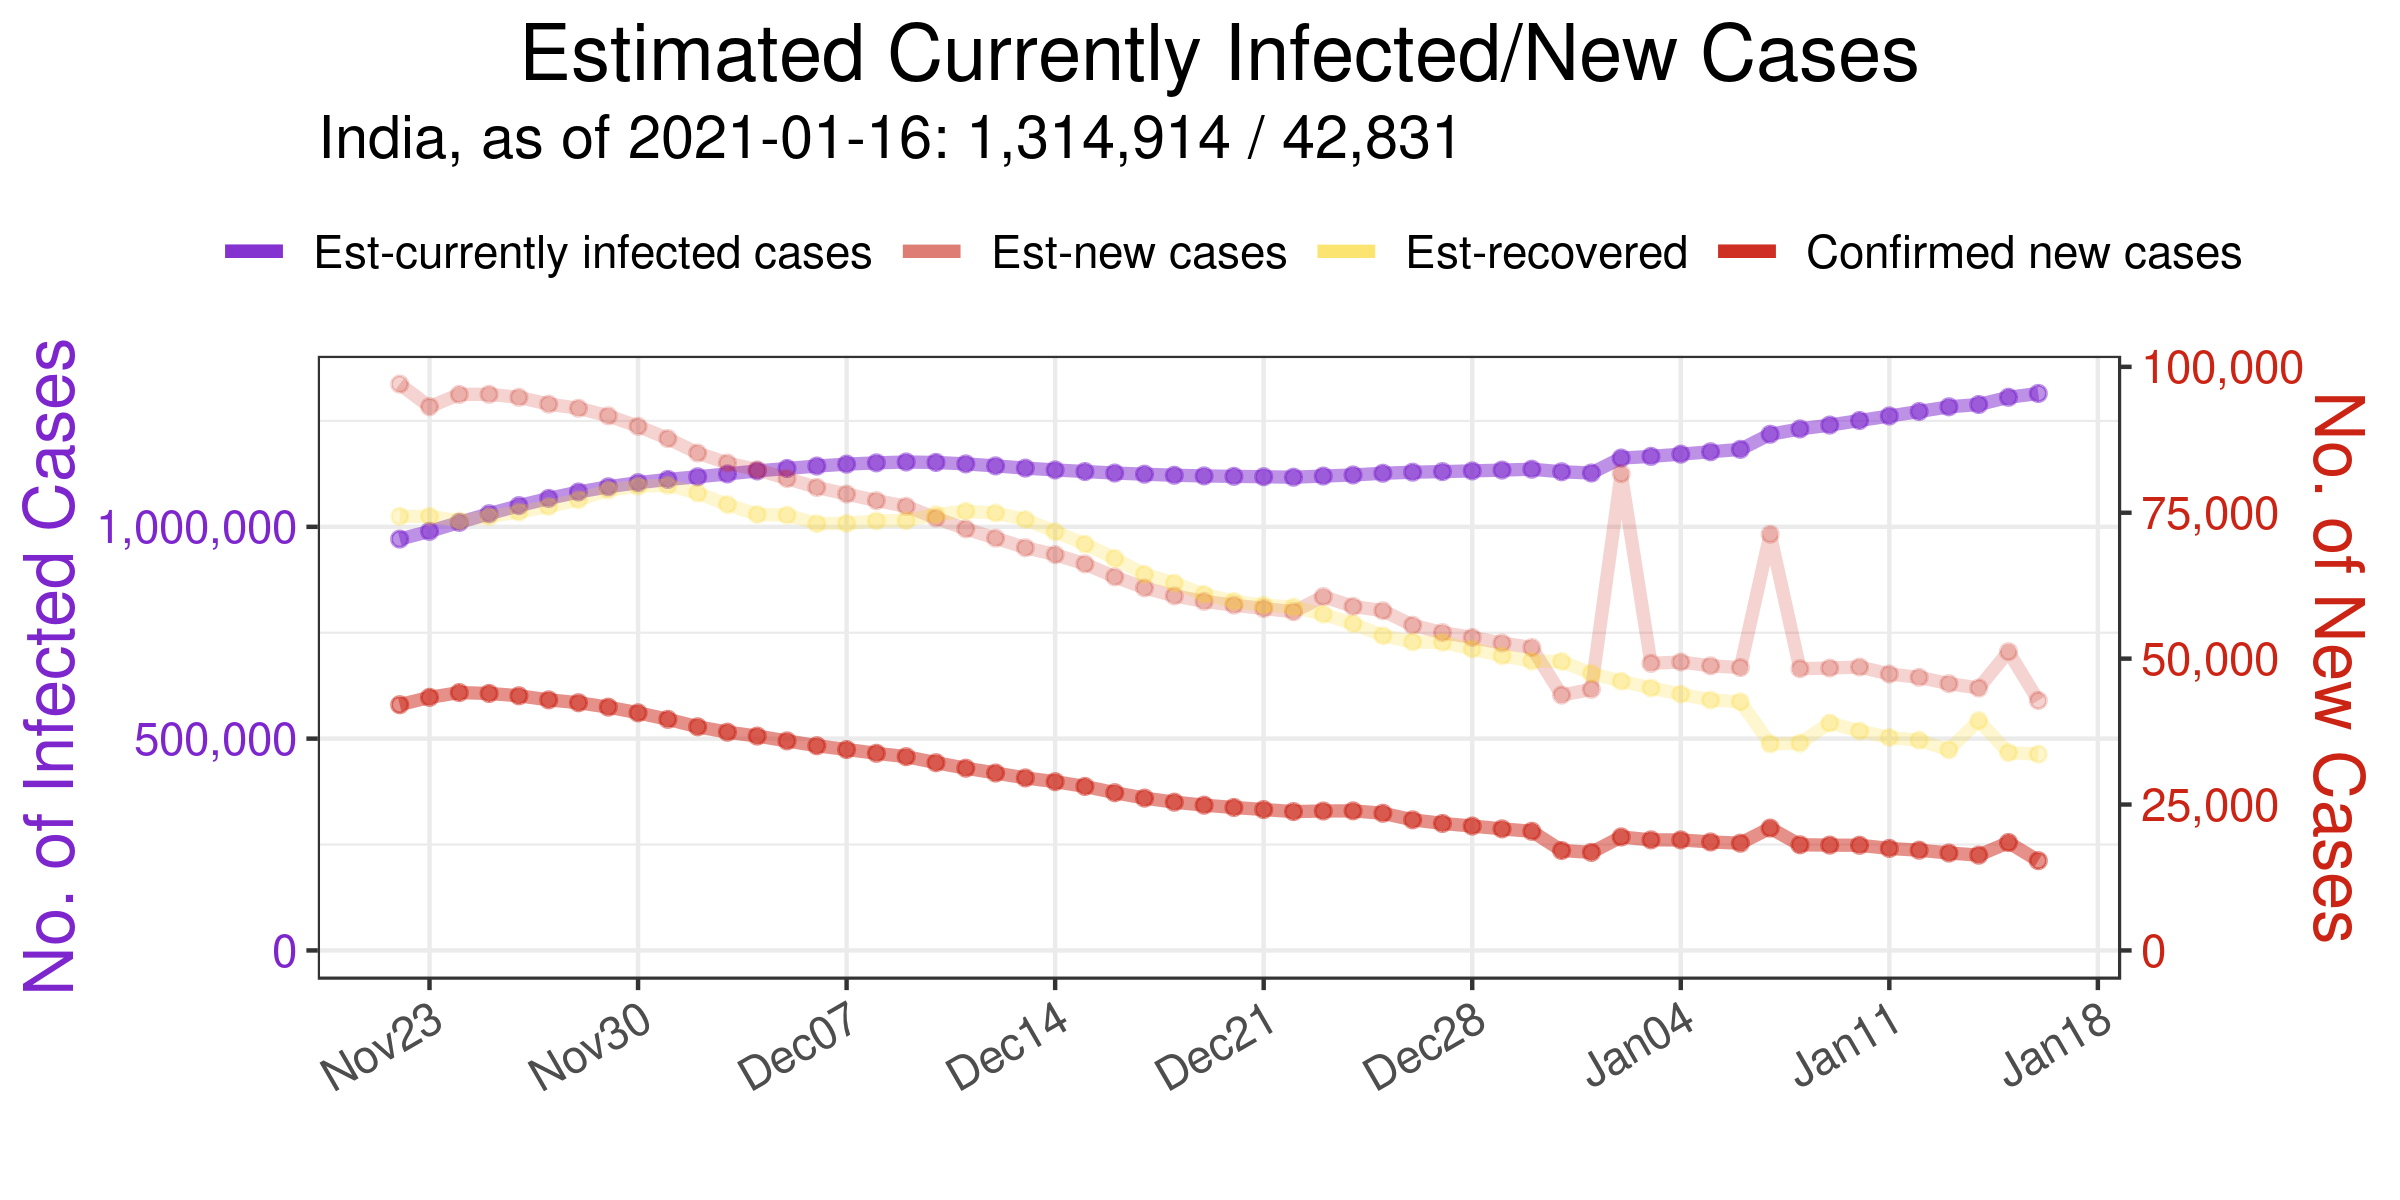 Estimated Currently Infected/New Cases
India, as of 2021-01-16: 1,314,914 / 42,831
Est-currently infected cases Est-new cases Est-recovered Confirmed new cases
No. of Infected Cases
1,000,000
500,000
0
100,000
75,000
50,000
25,000
0
No. of New Cases
Nov23 Nov30 Dec07 Dec14 Dec21 Dec28 Jan04 Jan11 Jan18